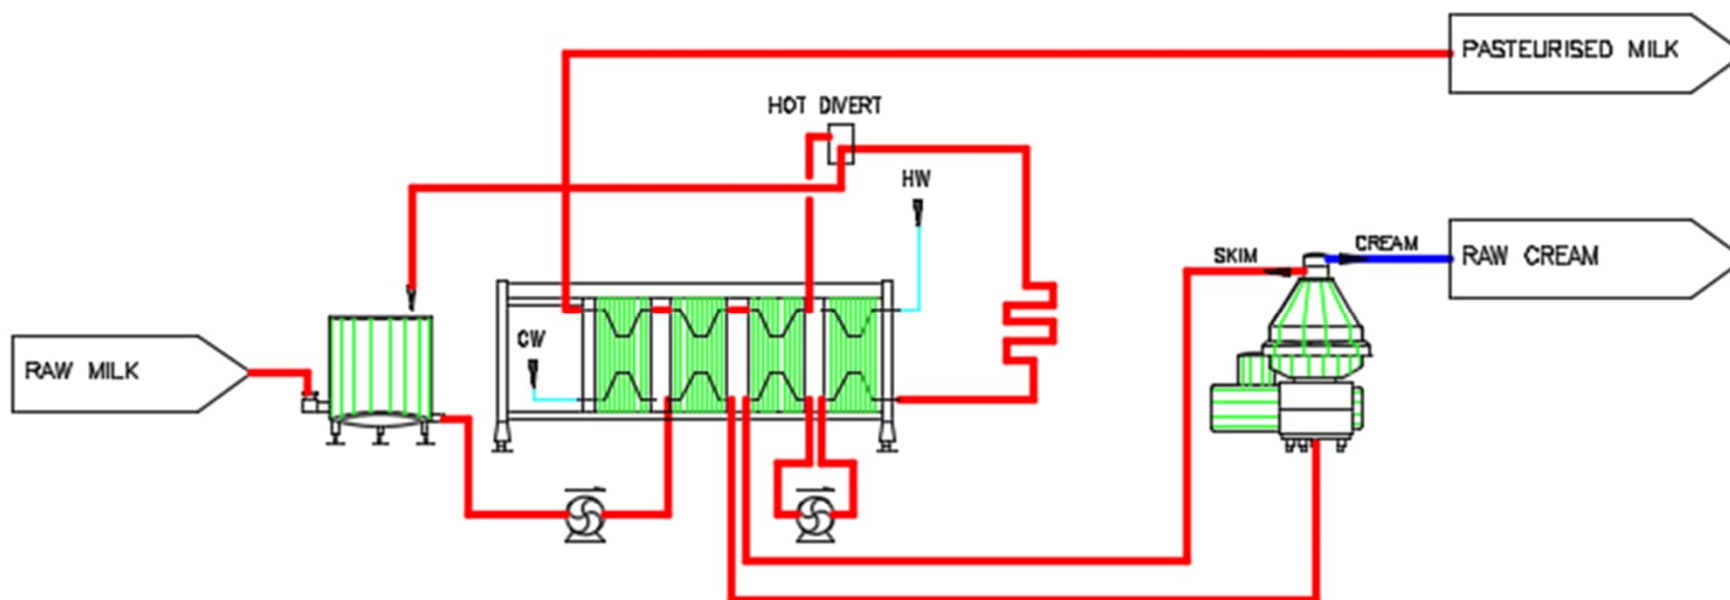 PASTEURISED MILK
HOT DIVERT
HW
SKIM
CREAM
RAW CREAM
CW
RAW MILK